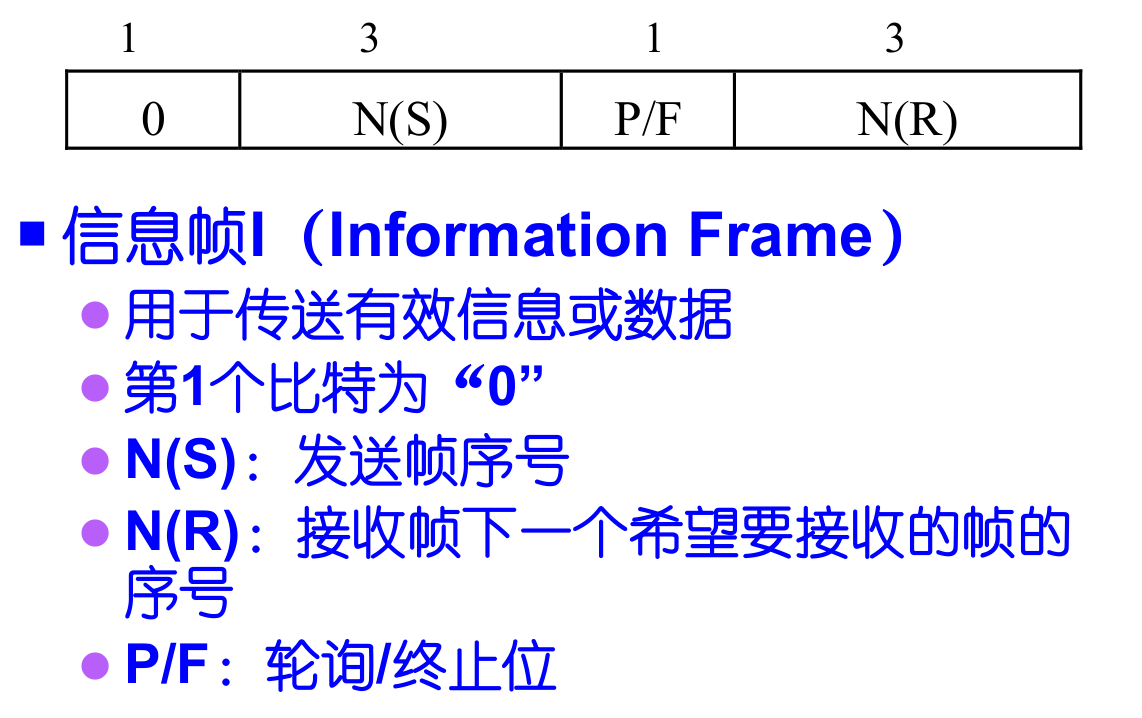 1 3 1 3
0 N(S) P/F N(R)
■ 信息帧I（Information Frame）
● 用于传送有效信息或数据
● 第1个比特为“0”
● N(S)：发送帧序号
● N(R)：接收帧下一个希望要接收的帧的
序号
● P/F：轮询/终止位